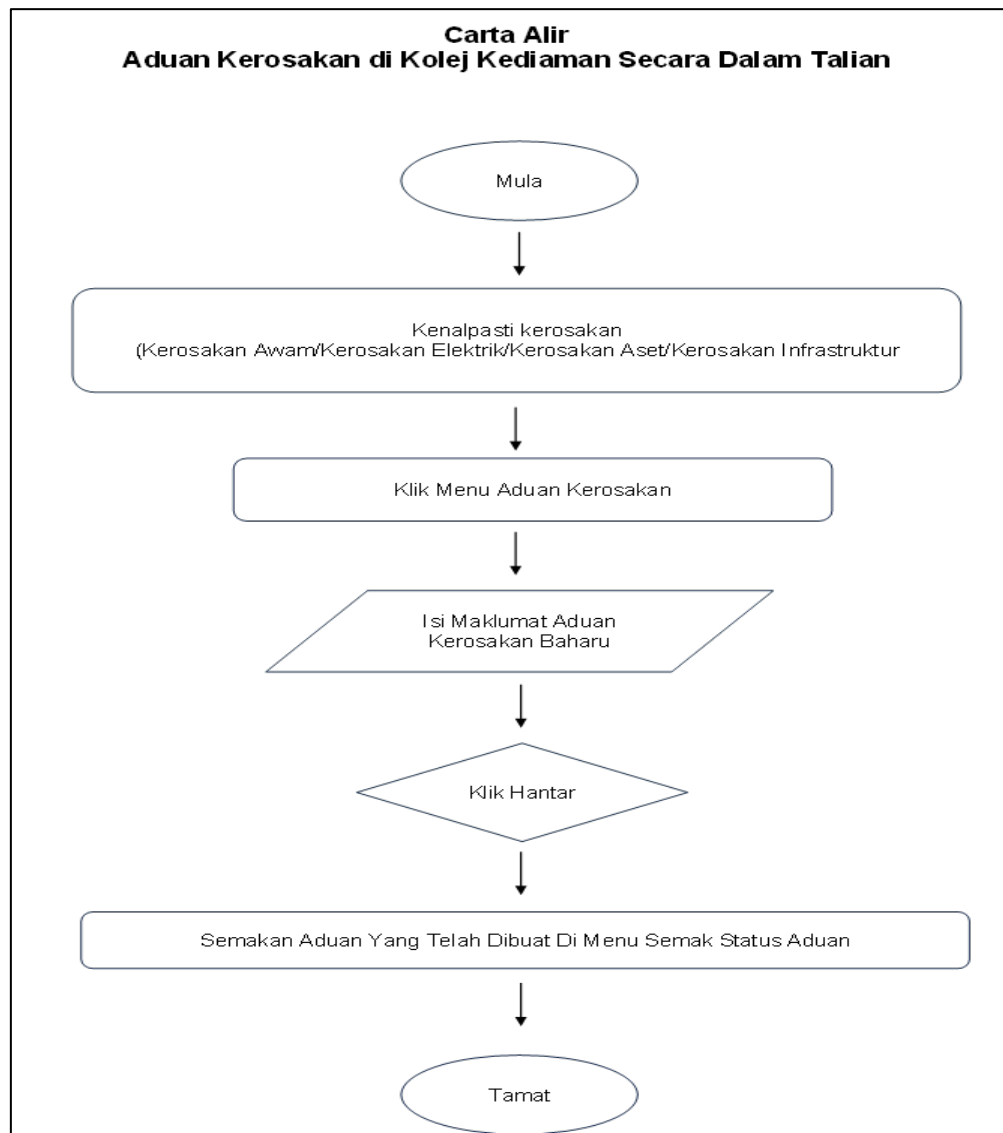 Carta Alir
Aduan Kerosakan di Kolej Kediaman Secara Dalam Talian
Mula
Kenalpasti kerosakan
(Kerosakan Awam/Kerosakan Elektrik/Kerosakan Aset/Kerosakan Infrastruktur
Klik Menu Aduan Kerosakan
Isi Maklumat Aduan
Kerosakan Baharu
Klik Hantar
Semakan Aduan Yang Telah Dibuat Di Menu Semak Status Aduan
Tamat